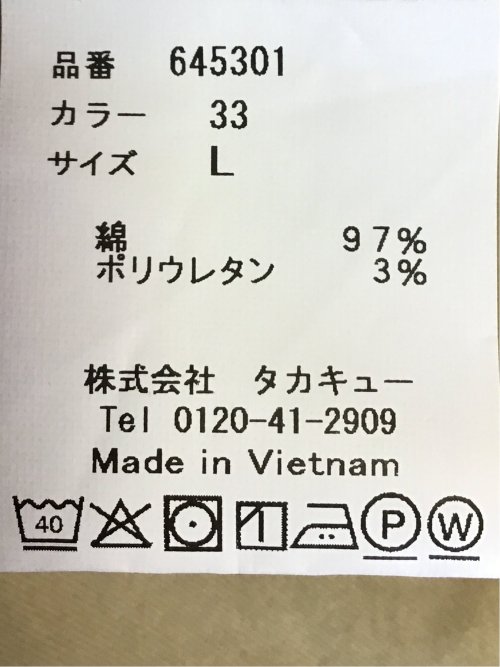 品番 645301
カラー 33
サイズ L
綿 97%
ポリウレタン 3%
株式会社 タカキュー
Tel 0120-41-2909
Made in Vietnam
40 P W